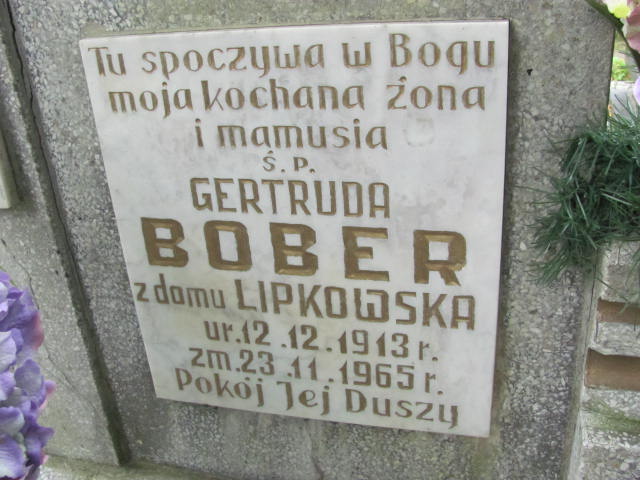 Tu spoczywa w Bogu
moja kochana żona
i mamusia
Ś. P.
GERTRUDA
BOBER
z domu LIPKOWSKA
ur. 12.12.1913 r.
zm. 23.11.1965 r.
Pokój Jej Duszy